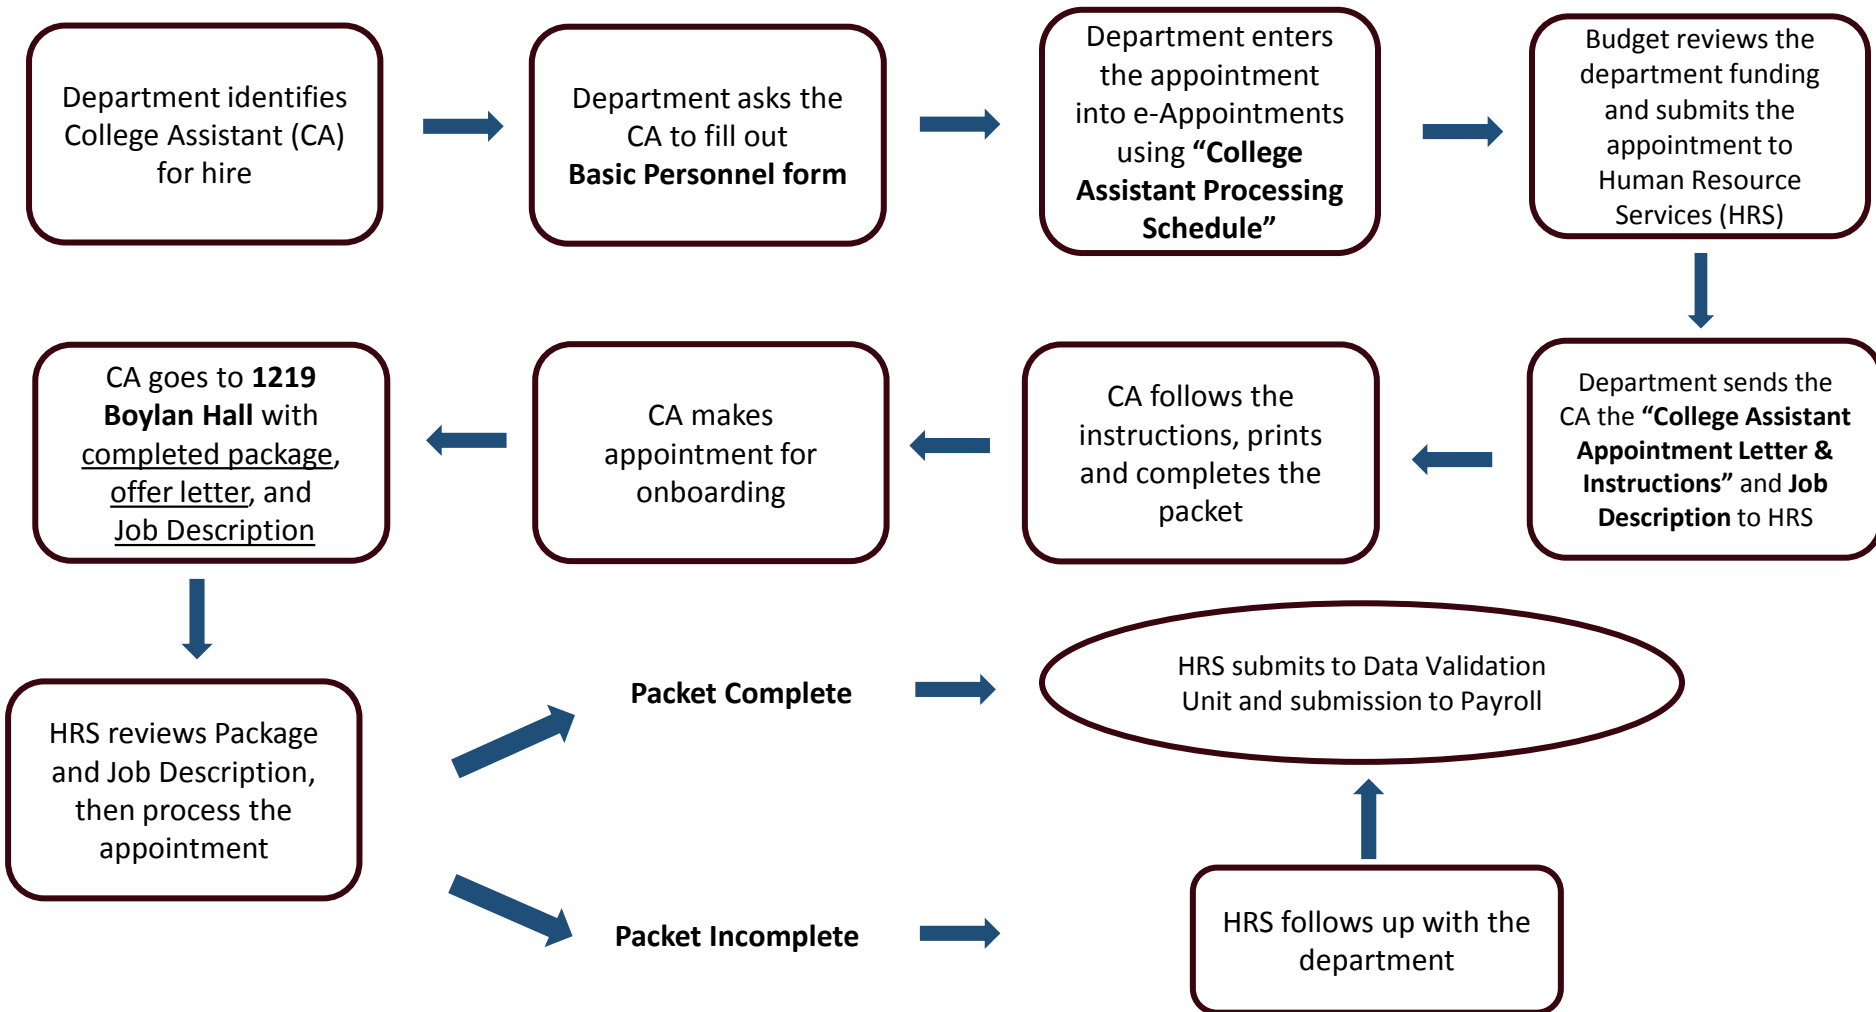 Department identifies
College Assistant (CA)
for hire
Department asks the
CA to fill out
Basic Personnel form
Department enters
the appointment
into e-Appointments
using “College
Assistant Processing
Schedule”
Budget reviews the
department funding
and submits the
appointment to
Human Resource
Services (HRS)
Department sends the
CA the “College Assistant
Appointment Letter &
Instructions” and Job
Description to HRS
CA follows the
instructions, prints
and completes the
packet
CA makes
appointment for
onboarding
CA goes to 1219
Boylan Hall with
completed package,
offer letter, and
Job Description
HRS reviews Package
and Job Description,
then process the
appointment
Packet Complete
HRS submits to Data Validation
Unit and submission to Payroll
Packet Incomplete
HRS follows up with the
department